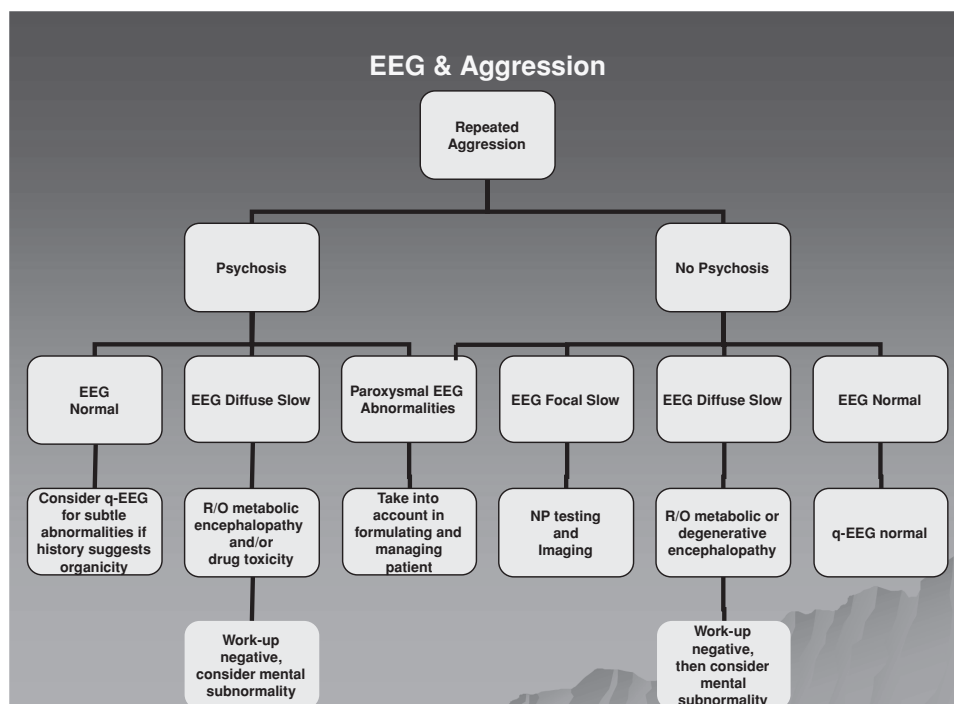 EEG & Aggression
Repeated
Aggression
Psychosis
No Psychosis
EEG
Normal
EEG Diffuse Slow
Paroxysmal EEG
Abnormalities
EEG Focal Slow
EEG Diffuse Slow
EEG Normal
Consider q-EEG
for subtle
abnormalities if
history suggests
organicity
R/O metabolic
encephalopathy
and/or
drug toxicity
Take into
account in
formulating and
managing
patient
NP testing
and
Imaging
R/O metabolic or
degenerative
encephalopathy
q-EEG normal
Work-up
negative,
consider mental
subnormality
Work-up
negative,
then consider
mental
subnormality